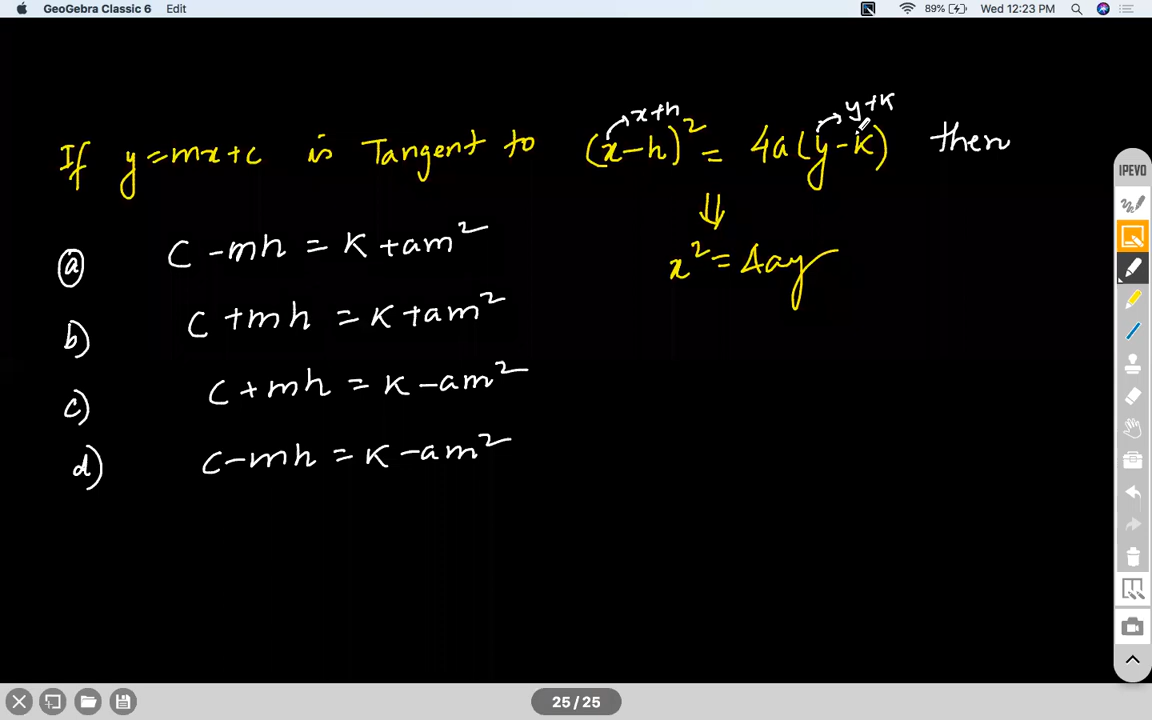 GeoGebra Classic 6 Edit 89% Wed 12:23 PM
x+h y+k
If y=mx+c is Tangent to (x-h)² = 4a(y-k) then
⇓
x² = 4ay
a) c-mh = k+am²
b) c+mh = k+am²
c) c+mh = k-am²
d) c-mh = k-am²
IPEVO
25/25